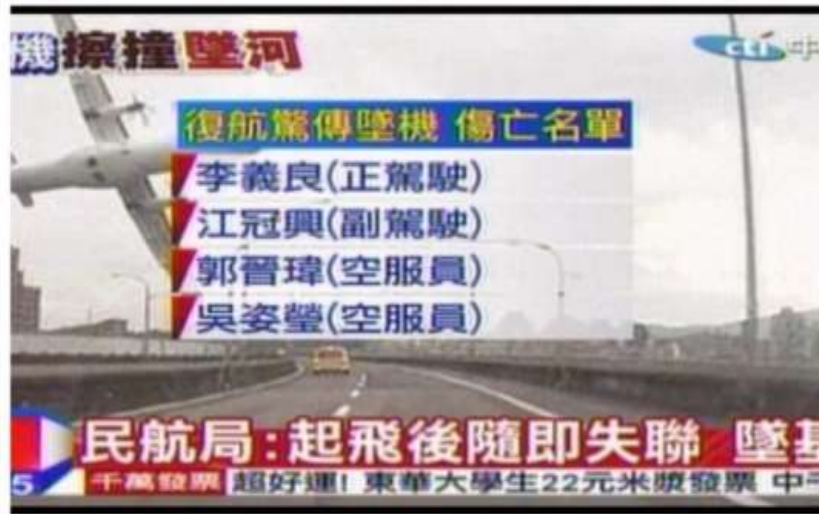 機擦撞墜河
cti 中
復航驚傳墜機 傷亡名單
李義良(正駕駛)
江冠興(副駕駛)
郭晉瑋(空服員)
吳姿瑩(空服員)
民航局:起飛後隨即失聯 墜基
5 千萬發票 超好運! 東華大學生22元米漿發票 中千